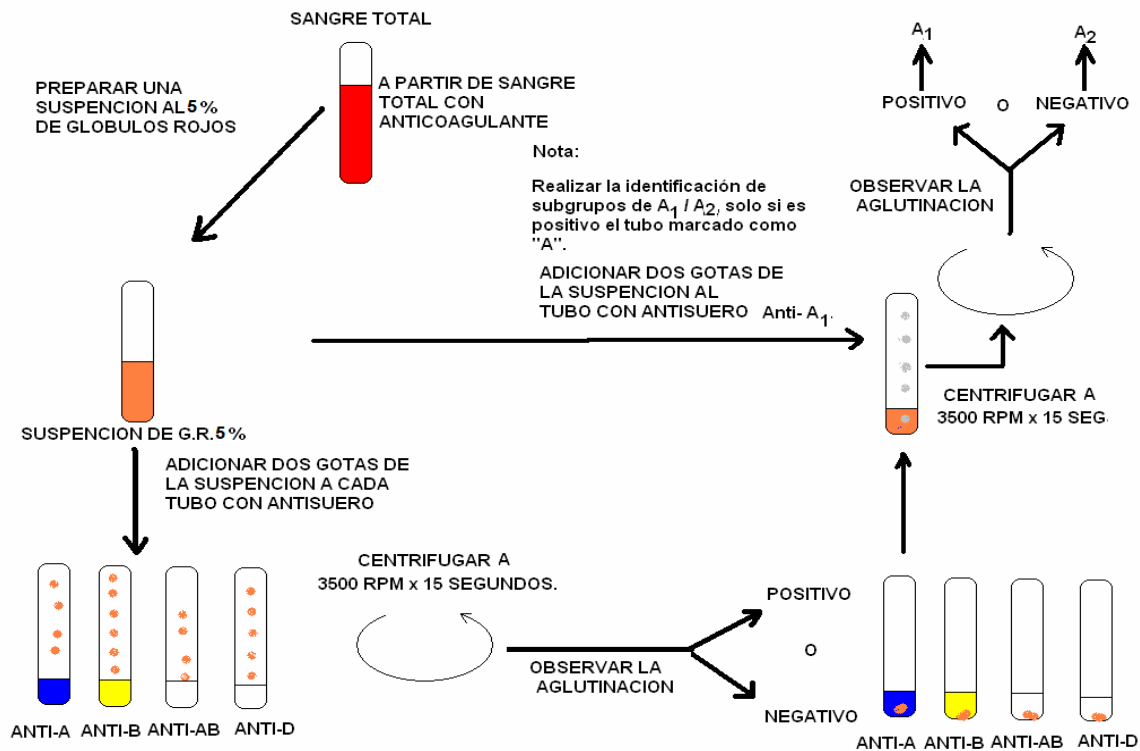 SANGRE TOTAL
PREPARAR UNA
SUSPENCION AL 5%
DE GLOBULOS ROJOS
A PARTIR DE SANGRE
TOTAL CON
ANTICOAGULANTE
A1
A2
POSITIVO O NEGATIVO
OBSERVAR LA
AGLUTINACION
Nota:
Realizar la identificación de
subgrupos de A1 / A2, solo si es
positivo el tubo marcado como
"A".
ADICIONAR DOS GOTAS DE
LA SUSPENCION AL
TUBO CON ANTISUERO Anti- A1.
CENTRIFUGAR A
3500 RPM x 15 SEG.
SUSPENCION DE G.R.5%
ADICIONAR DOS GOTAS DE
LA SUSPENCION A CADA
TUBO CON ANTISUERO
CENTRIFUGAR A
3500 RPM x 15 SEGUNDOS.
OBSERVAR LA
AGLUTINACION
POSITIVO
O
NEGATIVO
ANTI-A ANTI-B ANTI-AB ANTI-D
ANTI-A ANTI-B ANTI-AB ANTI-D